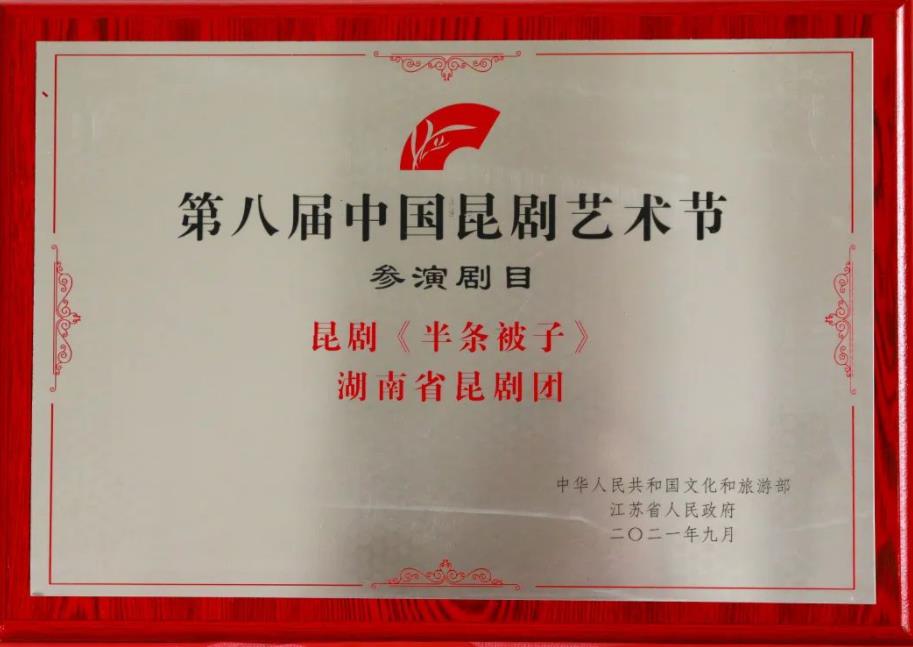 第八届中国昆剧艺术节
参演剧目
昆剧《半条被子》
湖南省昆剧团
中华人民共和国文化和旅游部
江苏省人民政府
二〇二一年九月